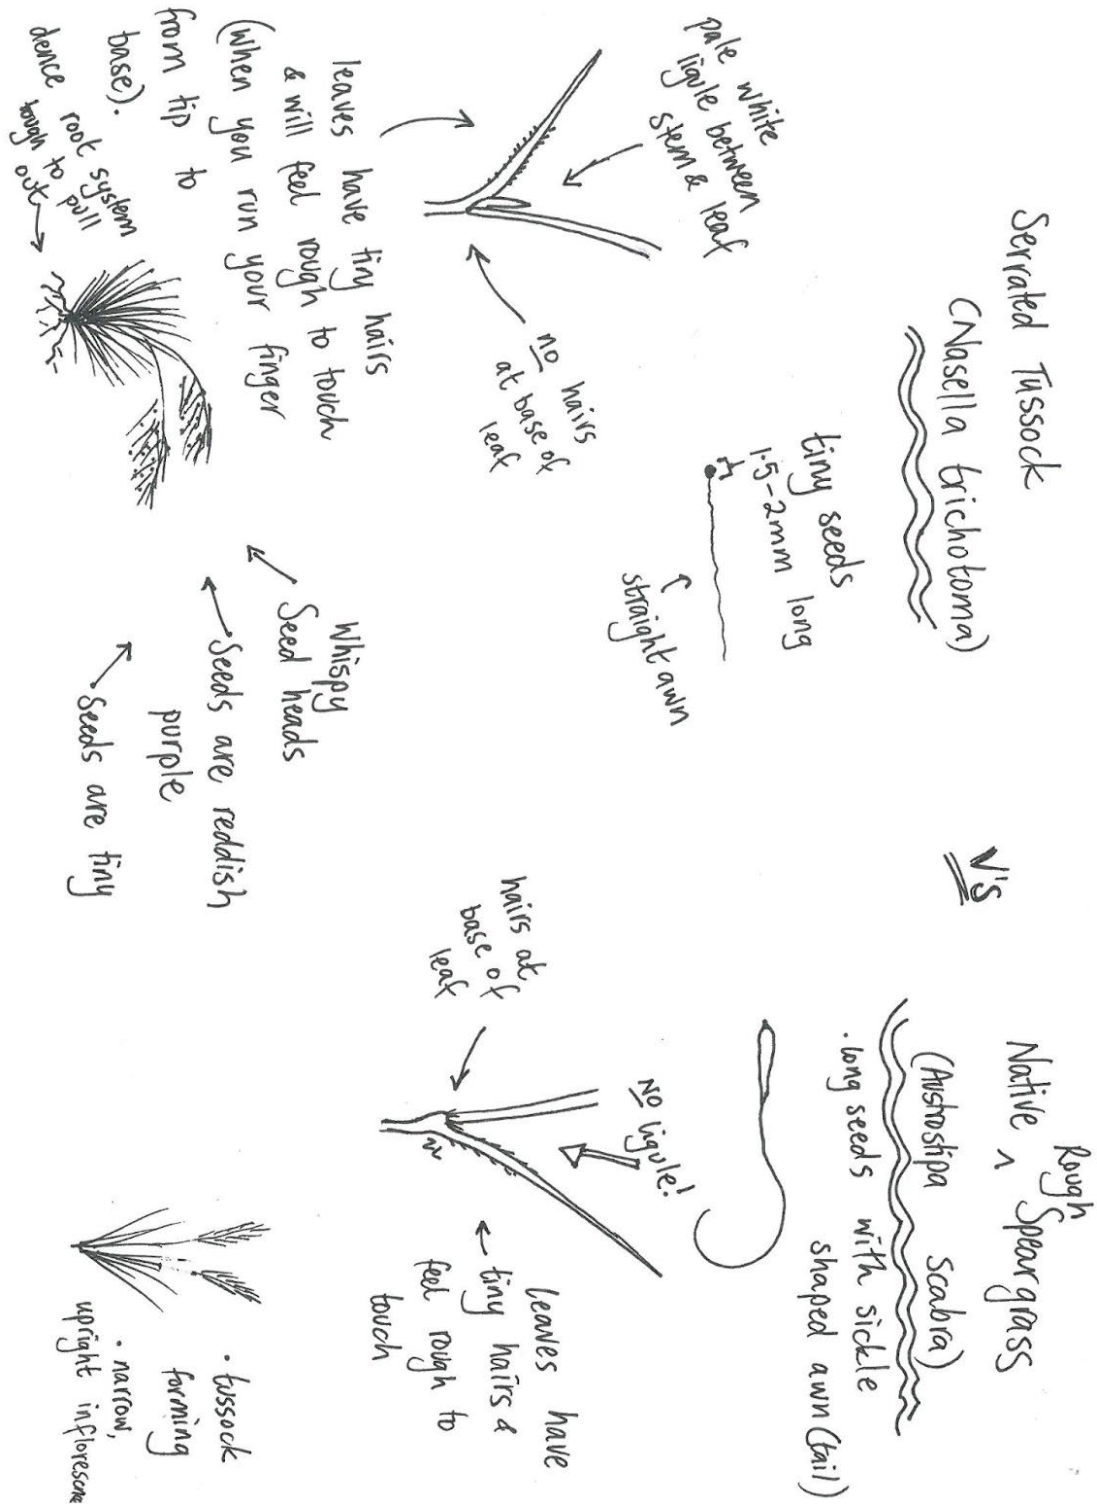 Serrated Tussock
(Nasella trichotoma)
tiny seeds
1.5-2mm long
straight awn
pale white
ligule between
stem & leaf
no hairs
at base of
leaf
leaves have tiny hairs
& will feel rough to touch
(when you run your finger
from tip to
base).
dence root system
tough to pull
out
Whispy
Seed heads
Seeds are reddish
purple
Seeds are tiny
V's
Rough
Native ^ Speargrass
(Austrostipa Scabra)
. long seeds with sickle
shaped awn (tail)
NO ligule!
hairs at
base of
leaf
leaves have
tiny hairs &
feel rough to
touch
• tussock
forming
• narrow,
upright inflorescne